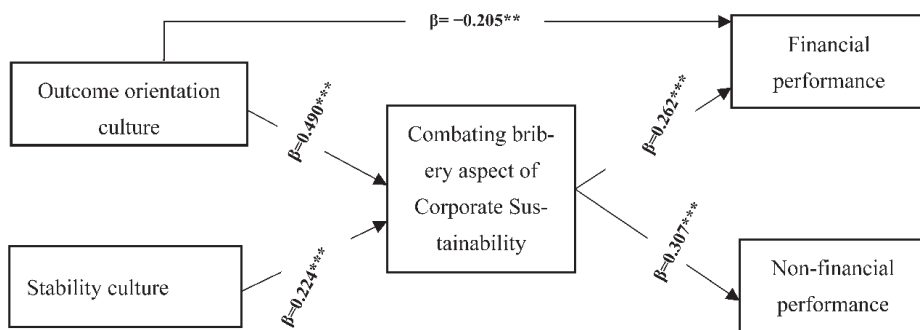 β= −0.205**
Financial
performance
Outcome orientation
culture
β=0.490***
β=0.262***
Combating brib-
ery aspect of
Corporate Sus-
tainability
Stability culture
β=0.224***
β=0.307***
Non-financial
performance